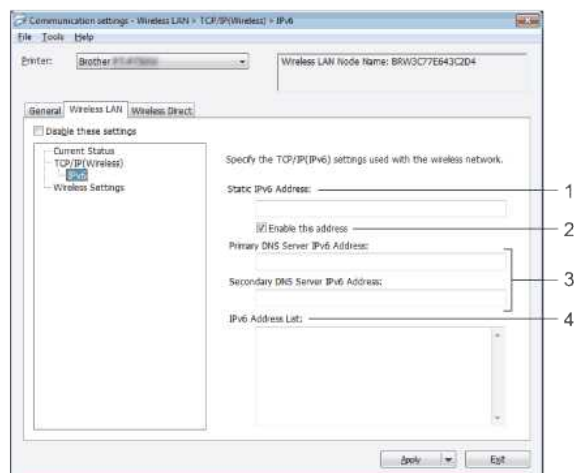 Communication settings - Wireless LAN > TCP/IP(Wireless) > IPv6
File Tools Help
Printer: Brother
Wireless LAN Node Name: BRW3C77E643C2D4
General Wireless LAN Wireless Direct
Disable these settings
Current Status
TCP/IP(Wireless)
IPv6
Wireless Settings
Specify the TCP/IP(IPv6) settings used with the wireless network.
Static IPv6 Address: 1
Enable this address 2
Primary DNS Server IPv6 Address:
3
Secondary DNS Server IPv6 Address:
IPv6 Address List: 4
Apply Exit